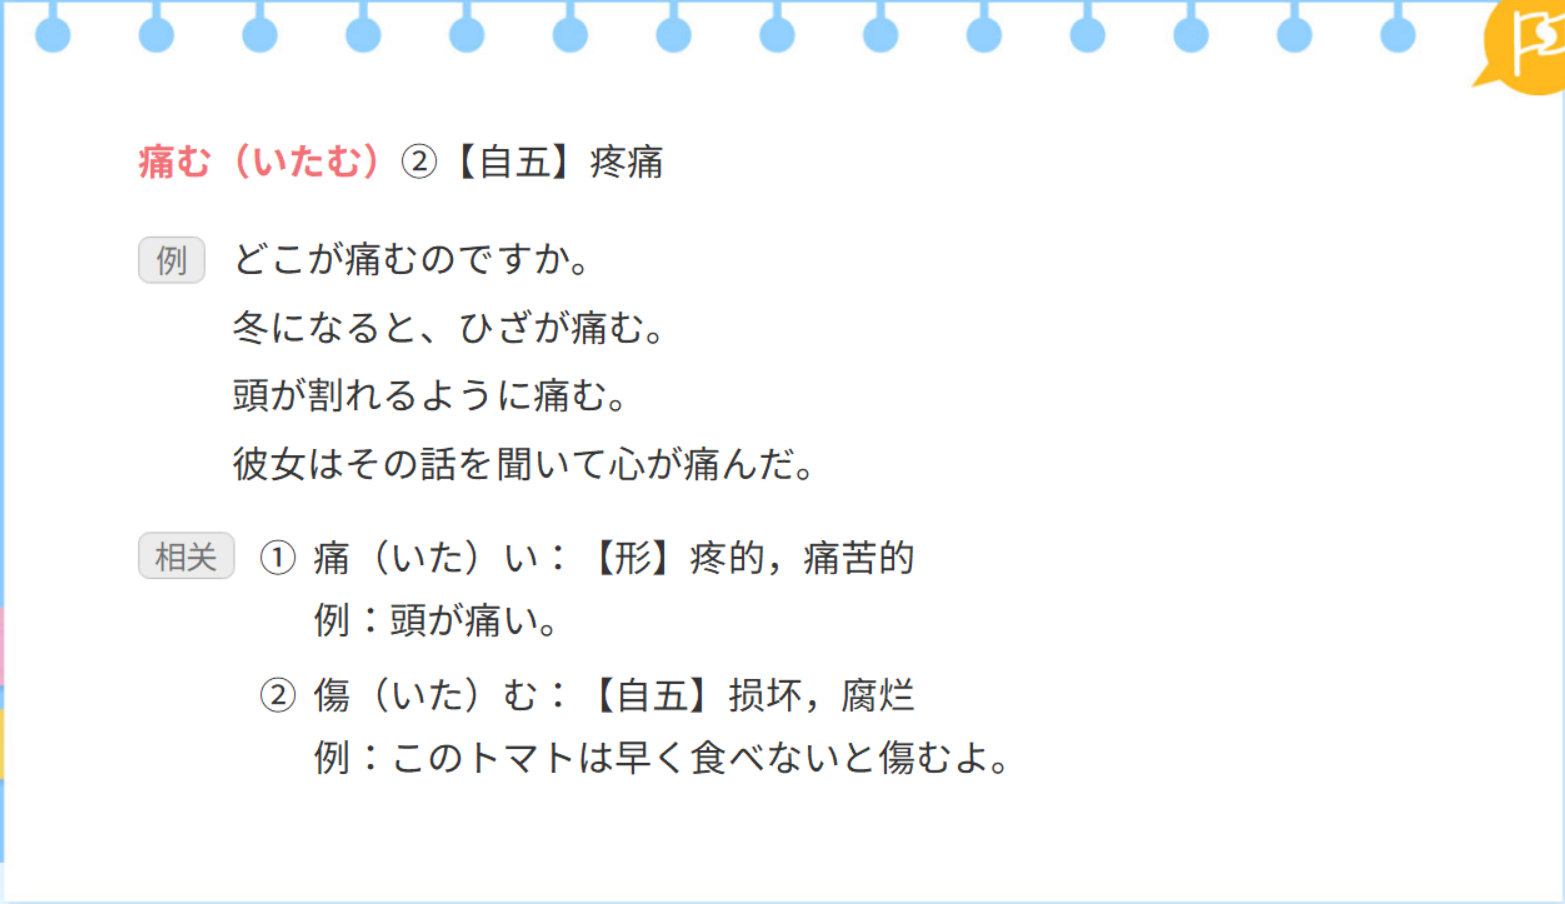 痛む（いたむ）②【自五】疼痛
例 どこが痛むのですか。
冬になると、ひざが痛む。
頭が割れるように痛む。
彼女はその話を聞いて心が痛んだ。
相关 ① 痛（いた）い：【形】疼的，痛苦的
例：頭が痛い。
② 傷（いた）む：【自五】损坏，腐烂
例：このトマトは早く食べないと傷むよ。